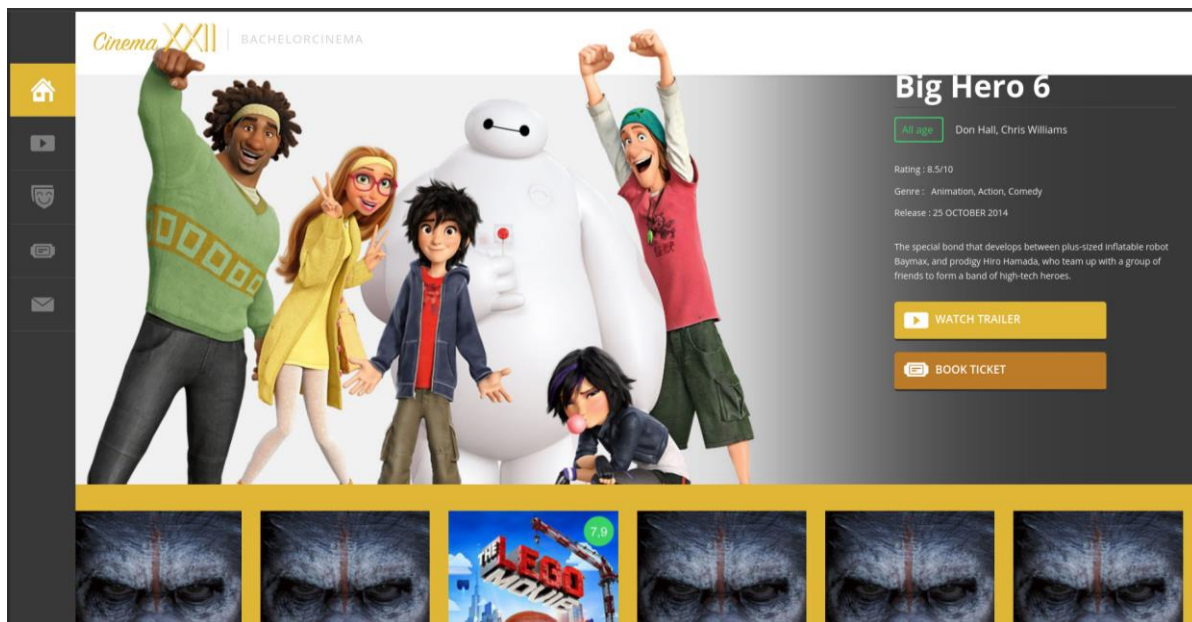 Cinema XXII BACHELORCINEMA
Big Hero 6
All age Don Hall, Chris Williams
Rating : 8.5/10
Genre : Animation, Action, Comedy
Release : 25 OCTOBER 2014
The special bond that develops between plus-sized inflatable robot
Baymax, and prodigy Hiro Hamada, who team up with a group of
friends to form a band of high-tech heroes.
WATCH TRAILER
BOOK TICKET
7,9
THE LEGO
MOVIE